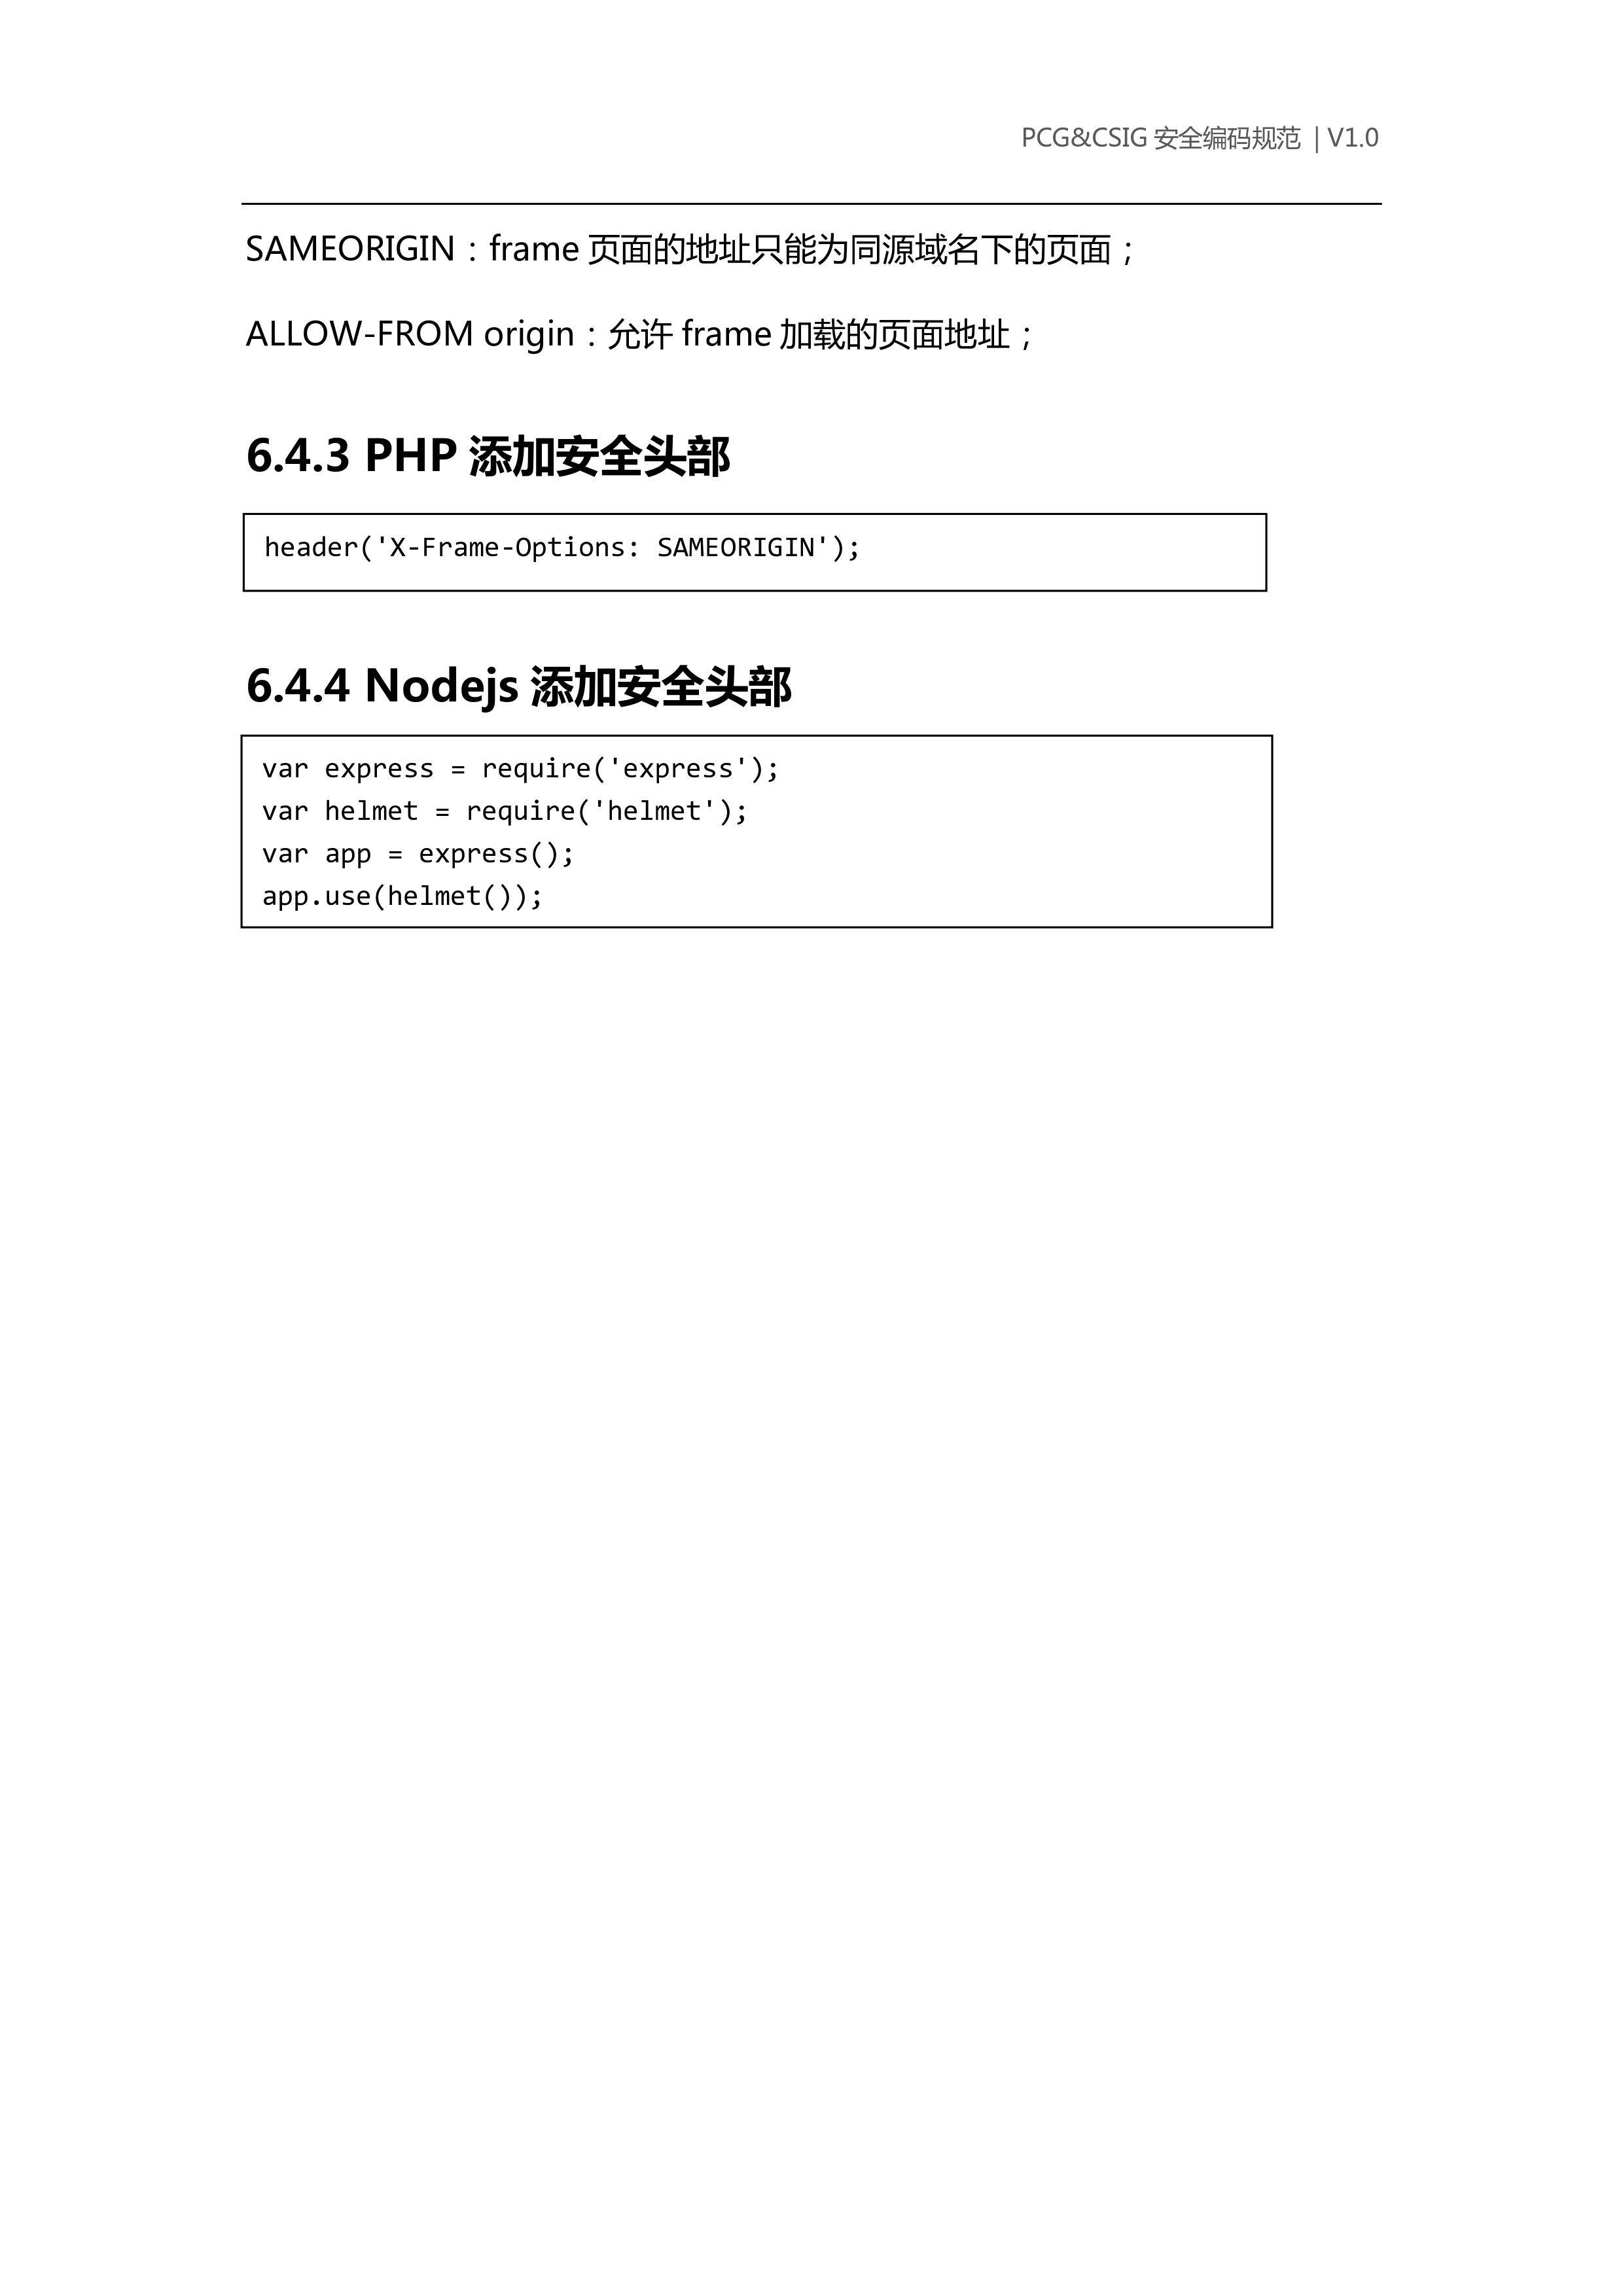 PCG&CSIG 安全编码规范 | V1.0
SAMEORIGIN：frame 页面的地址只能为同源域名下的页面；
ALLOW-FROM origin：允许 frame 加载的页面地址；
6.4.3 PHP 添加安全头部
header('X-Frame-Options: SAMEORIGIN');
6.4.4 Nodejs 添加安全头部
var express = require('express');
var helmet = require('helmet');
var app = express();
app.use(helmet());